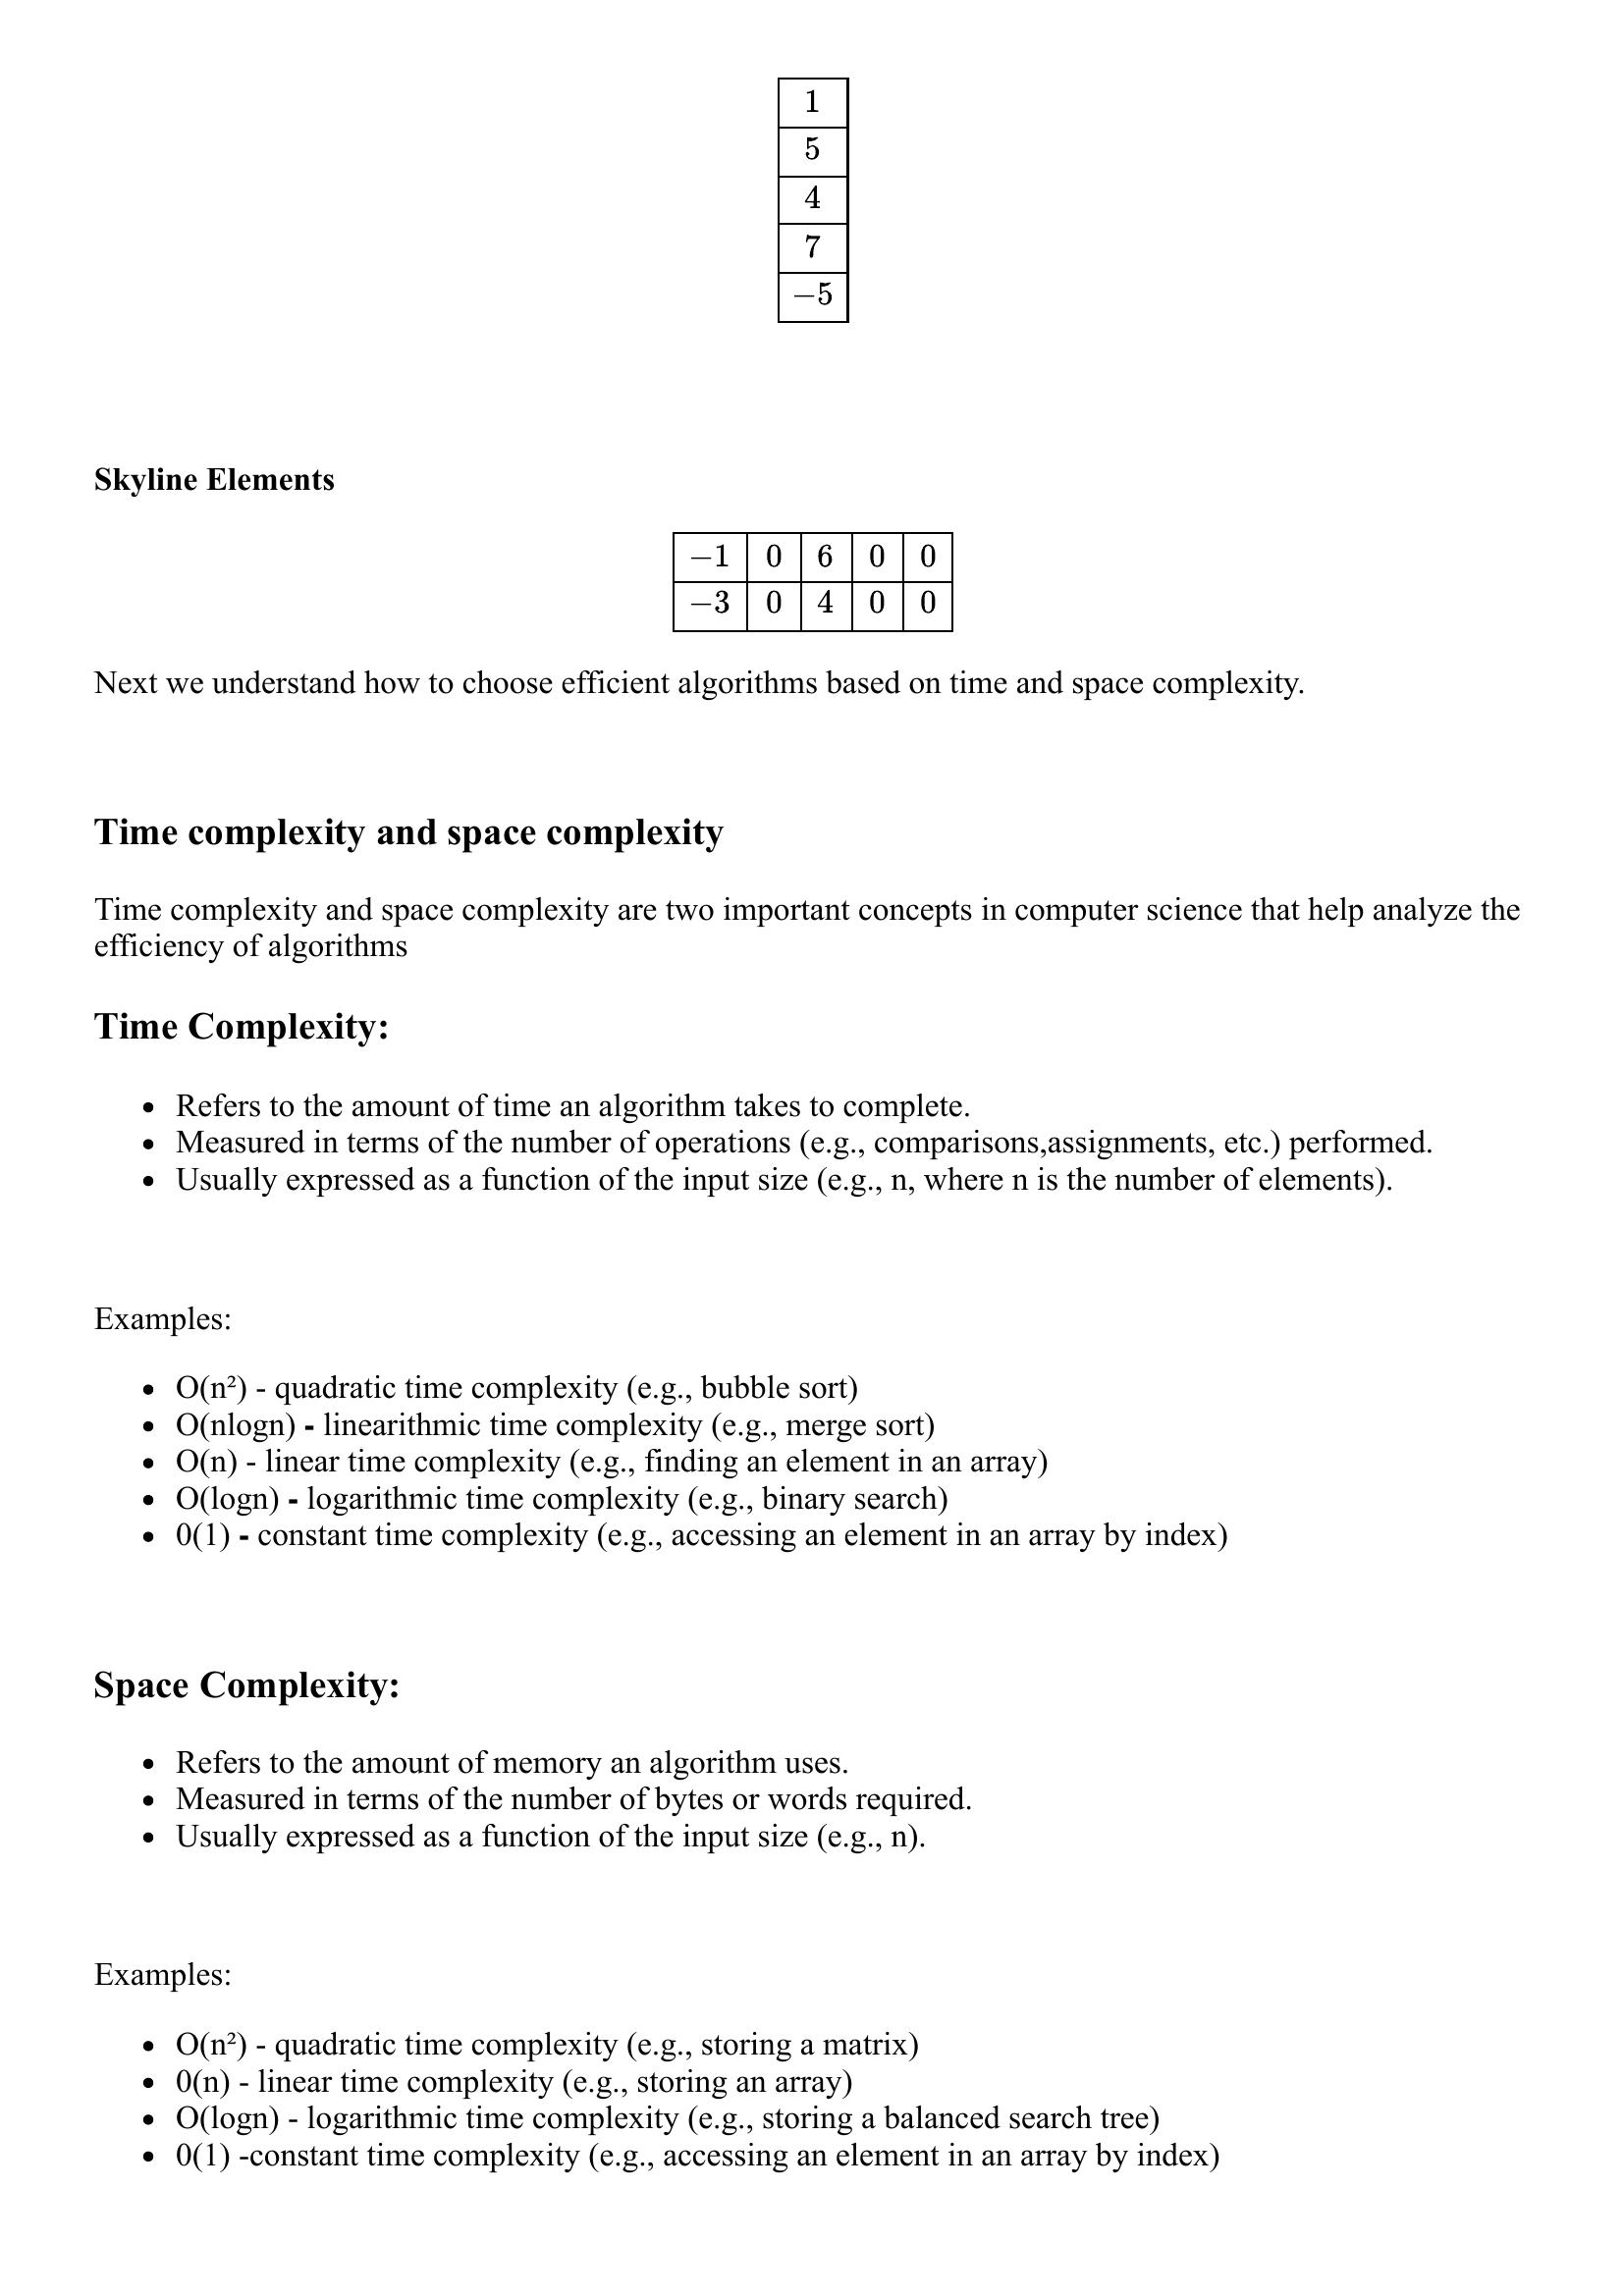 1
5
4
7
−5
Skyline Elements
−1 0 6 0 0
−3 0 4 0 0
Next we understand how to choose efficient algorithms based on time and space complexity.
Time complexity and space complexity
Time complexity and space complexity are two important concepts in computer science that help analyze the
efficiency of algorithms
Time Complexity:
• Refers to the amount of time an algorithm takes to complete.
• Measured in terms of the number of operations (e.g., comparisons,assignments, etc.) performed.
• Usually expressed as a function of the input size (e.g., n, where n is the number of elements).
Examples:
• O(n²) - quadratic time complexity (e.g., bubble sort)
• O(nlogn) - linearithmic time complexity (e.g., merge sort)
• O(n) - linear time complexity (e.g., finding an element in an array)
• O(logn) - logarithmic time complexity (e.g., binary search)
• 0(1) - constant time complexity (e.g., accessing an element in an array by index)
Space Complexity:
• Refers to the amount of memory an algorithm uses.
• Measured in terms of the number of bytes or words required.
• Usually expressed as a function of the input size (e.g., n).
Examples:
• O(n²) - quadratic time complexity (e.g., storing a matrix)
• 0(n) - linear time complexity (e.g., storing an array)
• O(logn) - logarithmic time complexity (e.g., storing a balanced search tree)
• 0(1) -constant time complexity (e.g., accessing an element in an array by index)